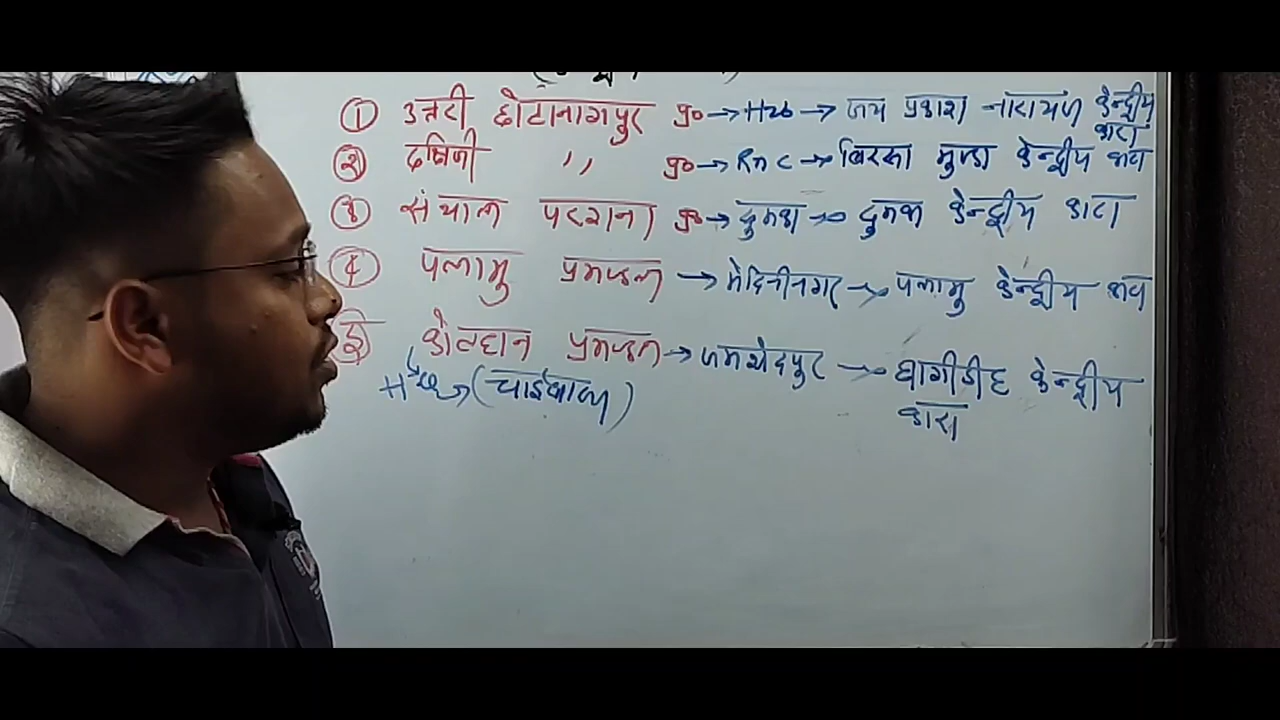 ① उत्तरी छोटानागपुर प्र० → Hzb → जय प्रकाश नारायण केन्द्रीय कारा
② दक्षिणी ,, प्र० → Rnc → बिरसा मुण्डा केन्द्रीय कारा
③ संथाल परगना प्र० → दुमका → दुमका केन्द्रीय कारा
④ पलामु प्रमण्डल → मेदिनीनगर → पलामु केन्द्रीय कारा
⑤ कोल्हान प्रमण्डल → जमशेदपुर → घाघीडीह केन्द्रीय कारा
(चाईबासा)